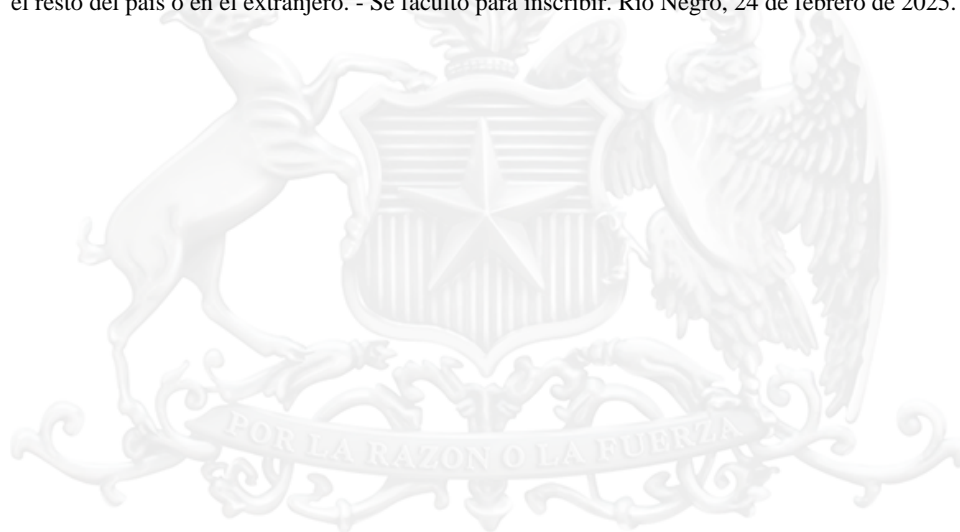 el resto del país o en el extranjero. - Se facultó para inscribir. Río Negro, 24 de febrero de 2025.
POR LA RAZON O LA FUERZA